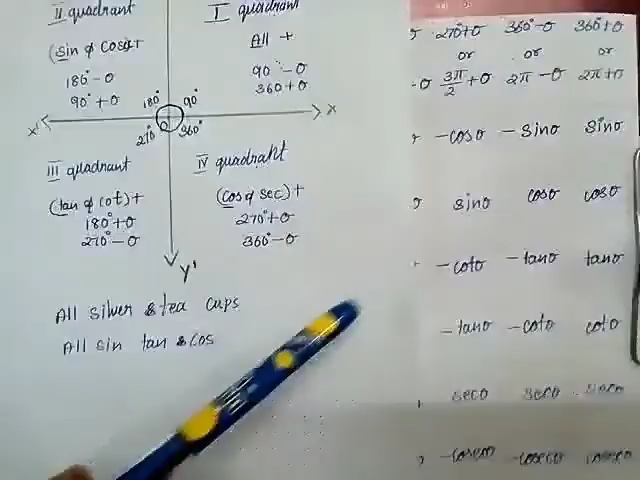 II quadrant
(sin & cosec)+
180°-θ
90°+θ
I quadrant
All +
90°-θ
360+θ
180° 90°
270° 360°
x' x
III quadrant
(tan & cot)+
180°+θ
270°-θ
IV quadrant
(cos & sec)+
270°+θ
360°-θ
Y'
All silver & tea cups
All sin tan & cos
270°+θ 360°-θ 360+θ
or or or
-θ 3π/2+θ 2π-θ 2π+θ
-cosθ -sinθ sinθ
sinθ cosθ cosθ
-cotθ -tanθ tanθ
-tanθ -cotθ cotθ
secθ secθ
-cosecθ cosecθ